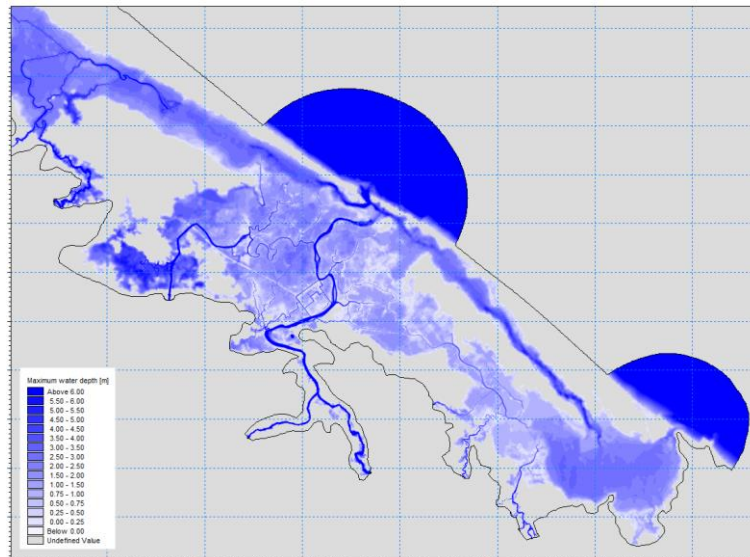 Maximum water depth [m]
Above 6.00
5.50 - 6.00
5.00 - 5.50
4.50 - 5.00
4.00 - 4.50
3.50 - 4.00
3.00 - 3.50
2.50 - 3.00
2.00 - 2.50
1.50 - 2.00
1.00 - 1.50
0.75 - 1.00
0.50 - 0.75
0.25 - 0.50
0.00 - 0.25
Below 0.00
Undefined Value